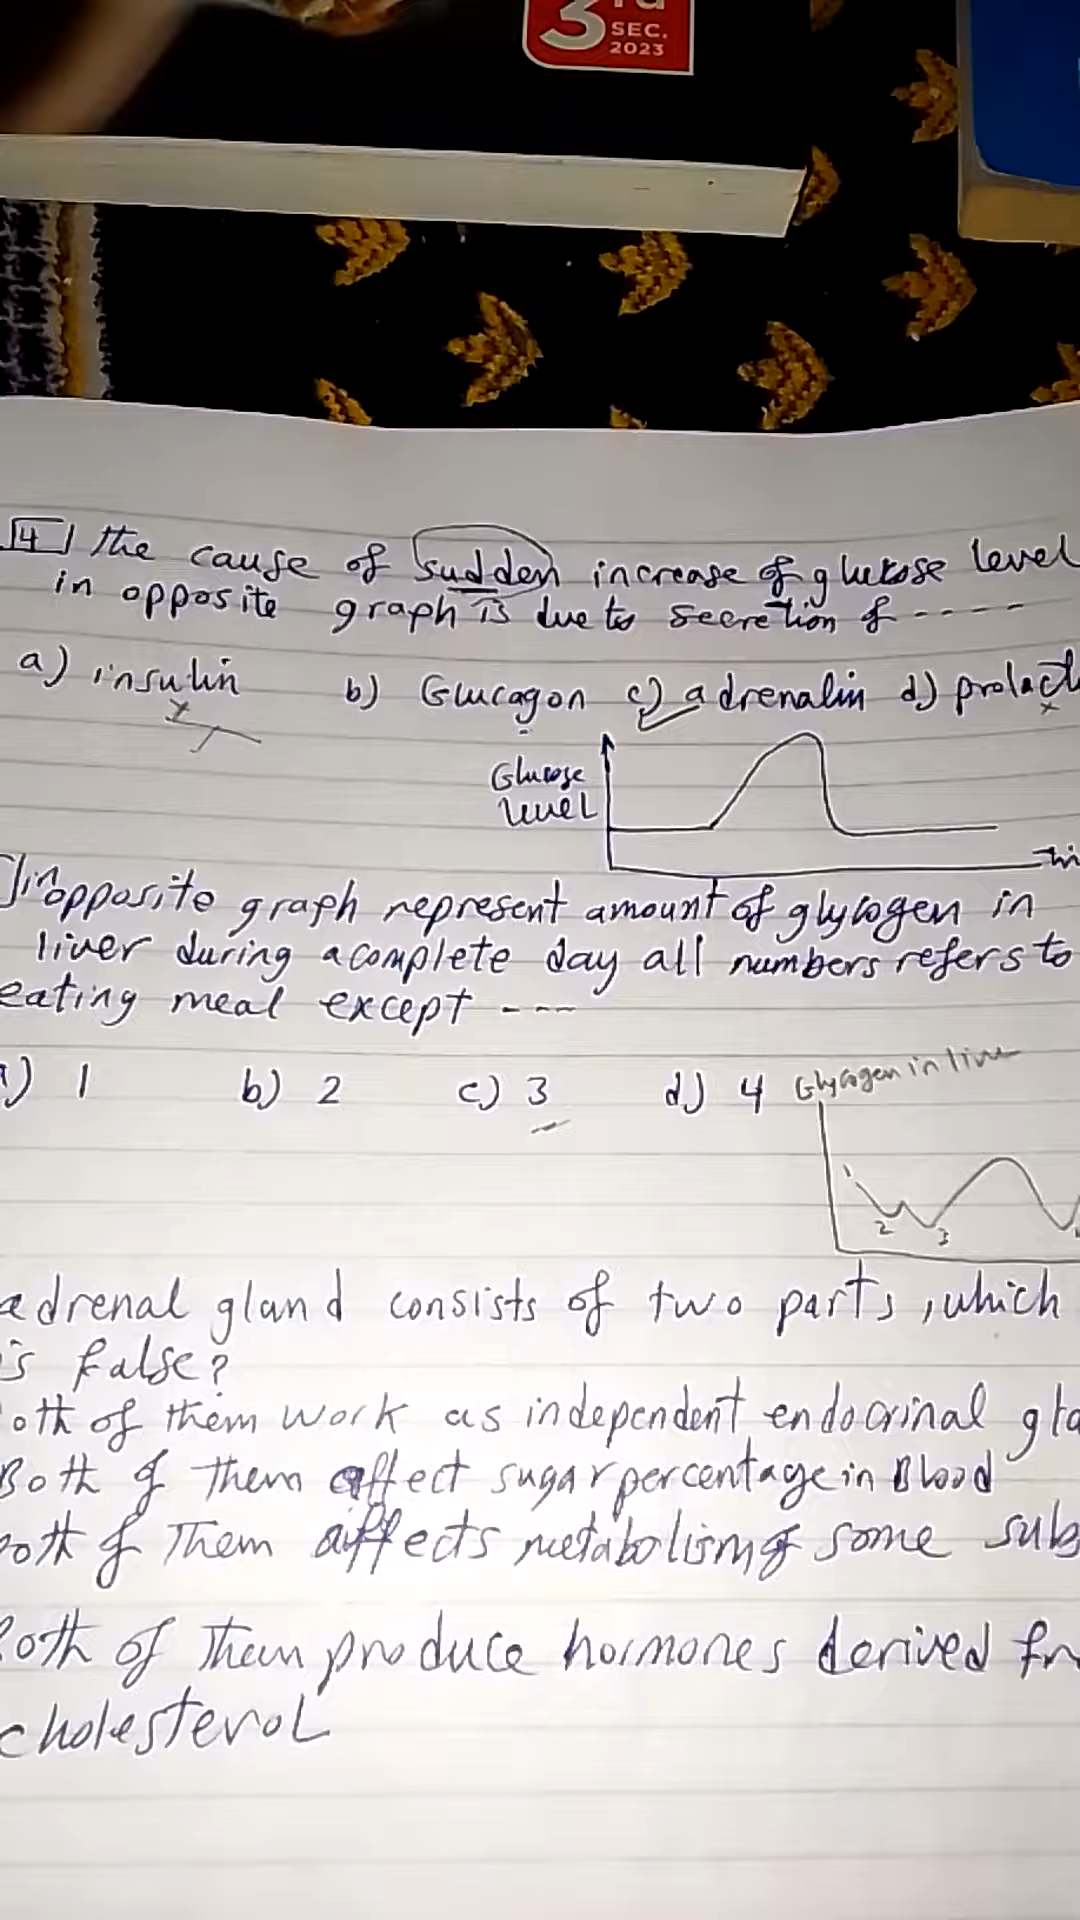 3rd
SEC.
2023
14 the cause of sudden increase of glucose level
in opposite graph is due to secretion of ----
a) insulin b) Glucagon c) adrenalin d) prolact
Glucose
level
in opposite graph represent amount of glycogen in
liver during a complete day all numbers refers to
eating meal except ---
) 1 b) 2 c) 3 d) 4
Glycogen in live
1
2 3
adrenal gland consists of two parts, which
is false?
oth of them work as independent endocrinal gla
Both of them affect sugar percentage in Blood
oth of Them affects metabolism of some subs
oth of Them produce hormones derived fr
cholesterol